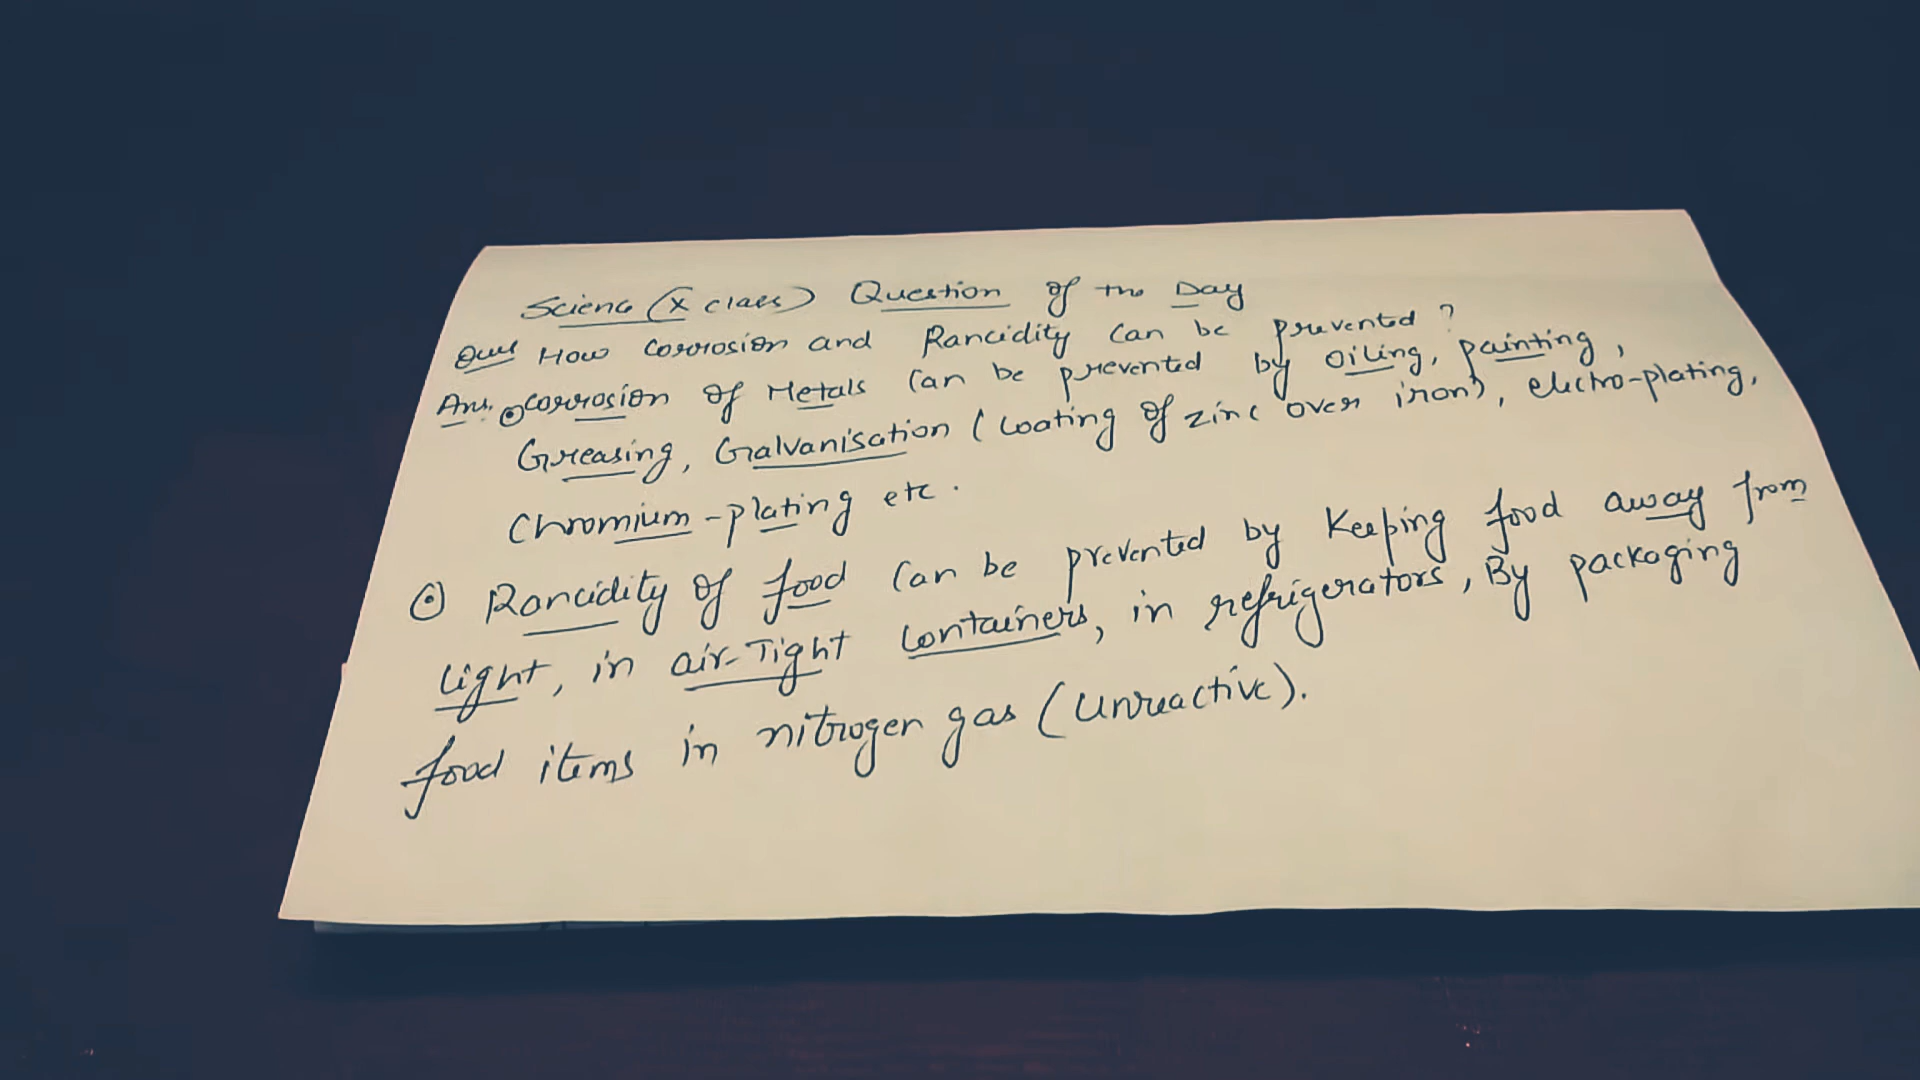 Science (X class) Question of the Day
Ques How corrosion and Rancidity can be prevented?
Ans. ⊙ corrosion of Metals can be prevented by oiling, painting,
Greasing, Galvanisation (coating of zinc over iron), electro-plating,
Chromium-plating etc.
⊙ Rancidity of food can be prevented by keeping food away from
light, in air-Tight containers, in refrigerators, By packaging
food items in nitrogen gas (unreactive).